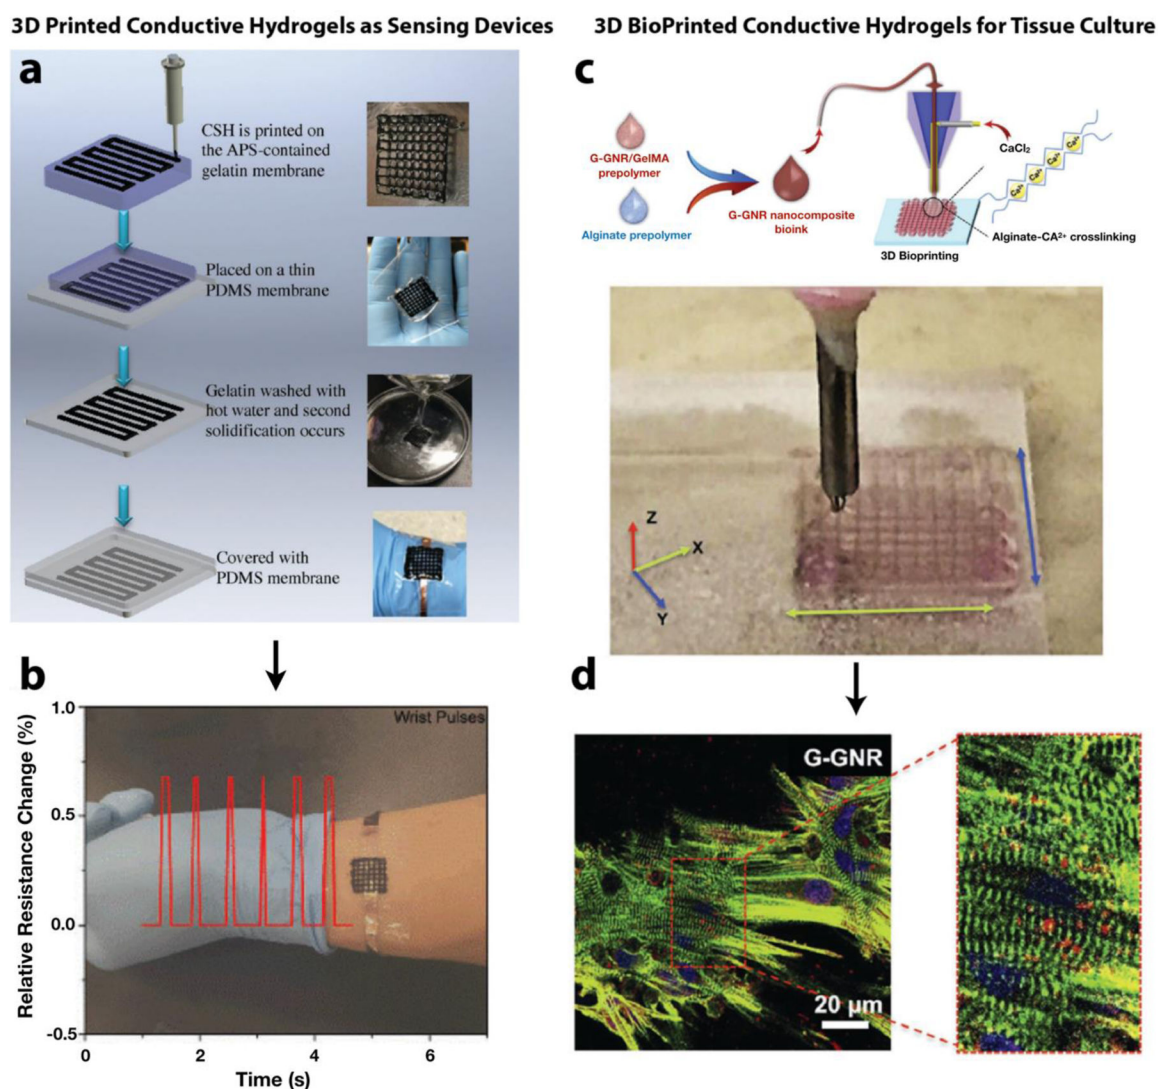 3D Printed Conductive Hydrogels as Sensing Devices
a
CSH is printed on
the APS-contained
gelatin membrane
Placed on a thin
PDMS membrane
Gelatin washed with
hot water and second
solidification occurs
Covered with
PDMS membrane
b
Relative Resistance Change (%)
1.0
0.5
0.0
-0.5
Wrist Pulses
0
2
4
6
Time (s)
3D BioPrinted Conductive Hydrogels for Tissue Culture
c
G-GNR/GelMA
prepolymer
Alginate prepolymer
G-GNR nanocomposite
bioink
CaCl2
Ca2+
Ca2+
Ca2+
Ca2+
Alginate-CA2+ crosslinking
3D Bioprinting
Z
X
Y
d
G-GNR
20 µm